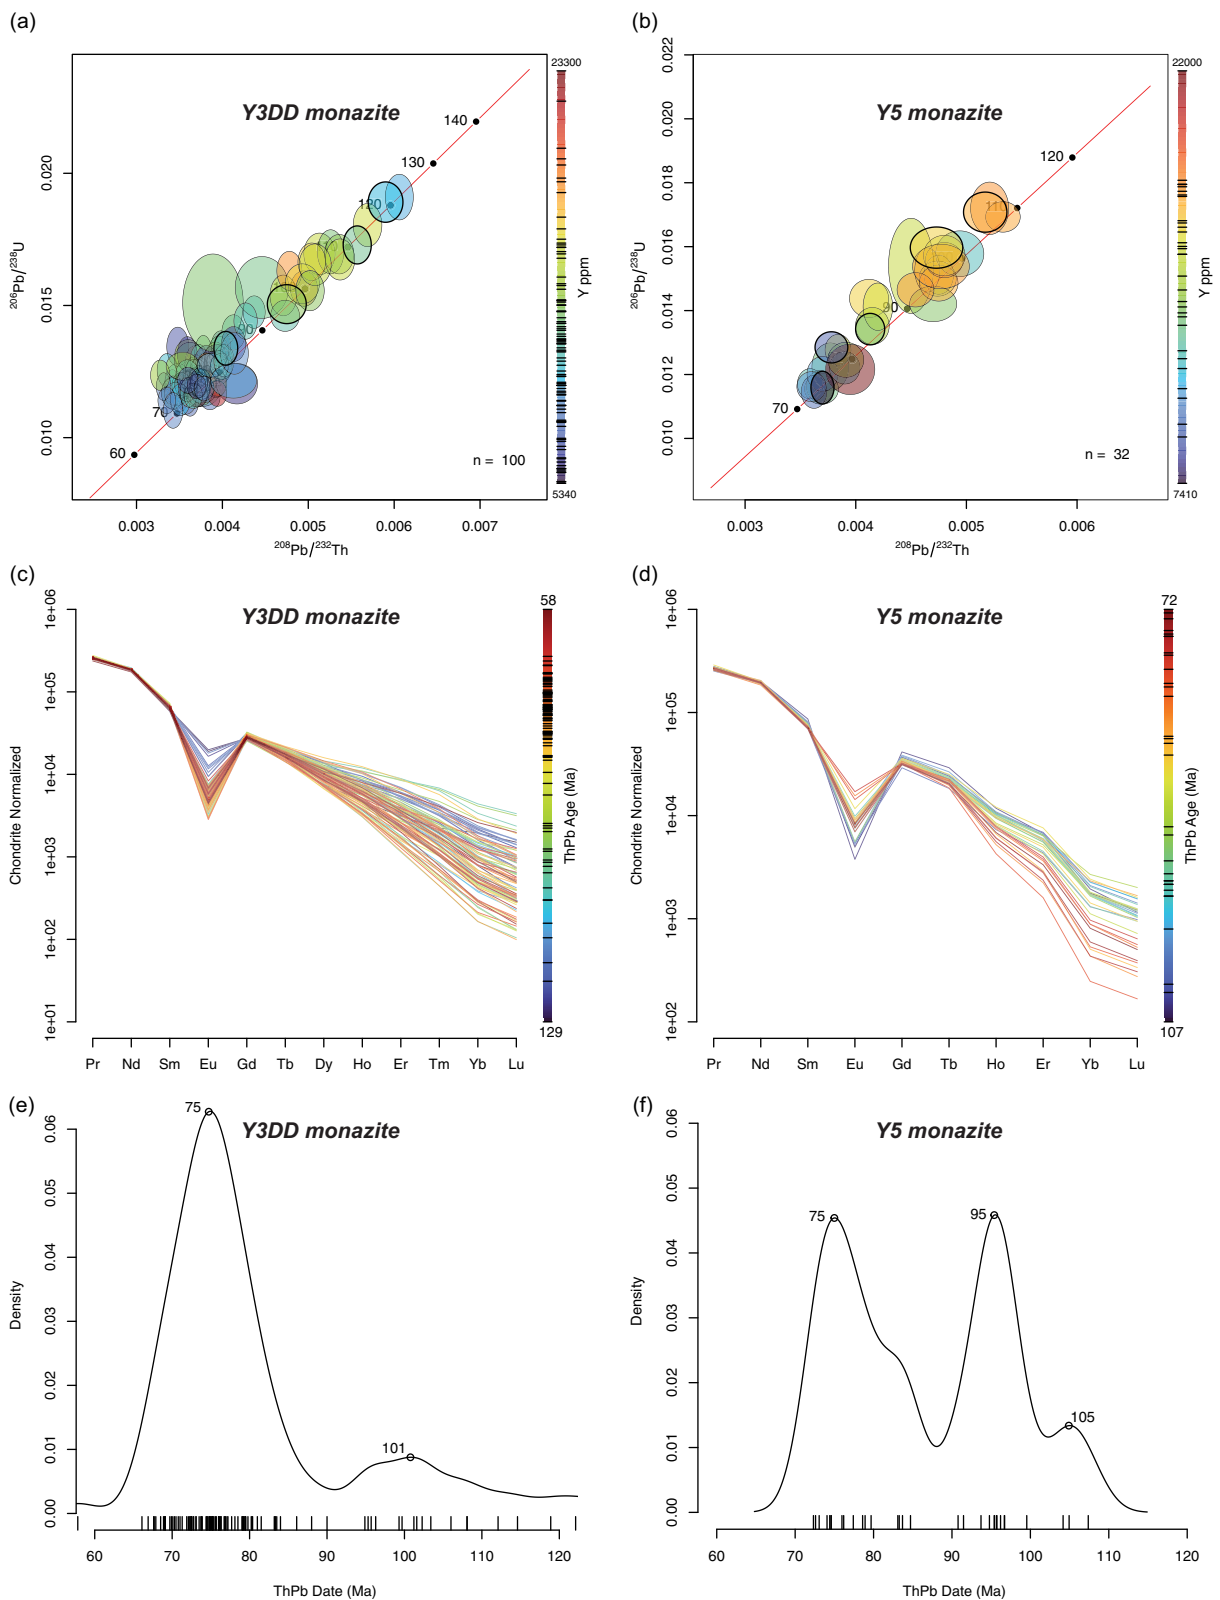 (a)
Y3DD monazite
0.010
0.015
0.020
206Pb/238U
60
70
90
120
130
140
n = 100
0.003
0.004
0.005
0.006
0.007
208Pb/232Th
23300
Y ppm
5340
(b)
Y5 monazite
0.010
0.012
0.014
0.016
0.018
0.020
0.022
206Pb/238U
70
90
110
120
n = 32
0.003
0.004
0.005
0.006
208Pb/232Th
22000
Y ppm
7410
(c)
Y3DD monazite
1e+01
1e+02
1e+03
1e+04
1e+05
1e+06
Chondrite Normalized
Pr Nd Sm Eu Gd Tb Dy Ho Er Tm Yb Lu
58
ThPb Age (Ma)
129
(d)
Y5 monazite
1e+02
1e+03
1e+04
1e+05
1e+06
Chondrite Normalized
Pr Nd Sm Eu Gd Tb Ho Er Yb Lu
72
ThPb Age (Ma)
107
(e)
Y3DD monazite
0.00
0.01
0.02
0.03
0.04
0.05
0.06
Density
75
101
60 70 80 90 100 110 120
ThPb Date (Ma)
(f)
Y5 monazite
0.00
0.01
0.02
0.03
0.04
0.05
0.06
Density
75
95
105
60 70 80 90 100 110 120
ThPb Date (Ma)